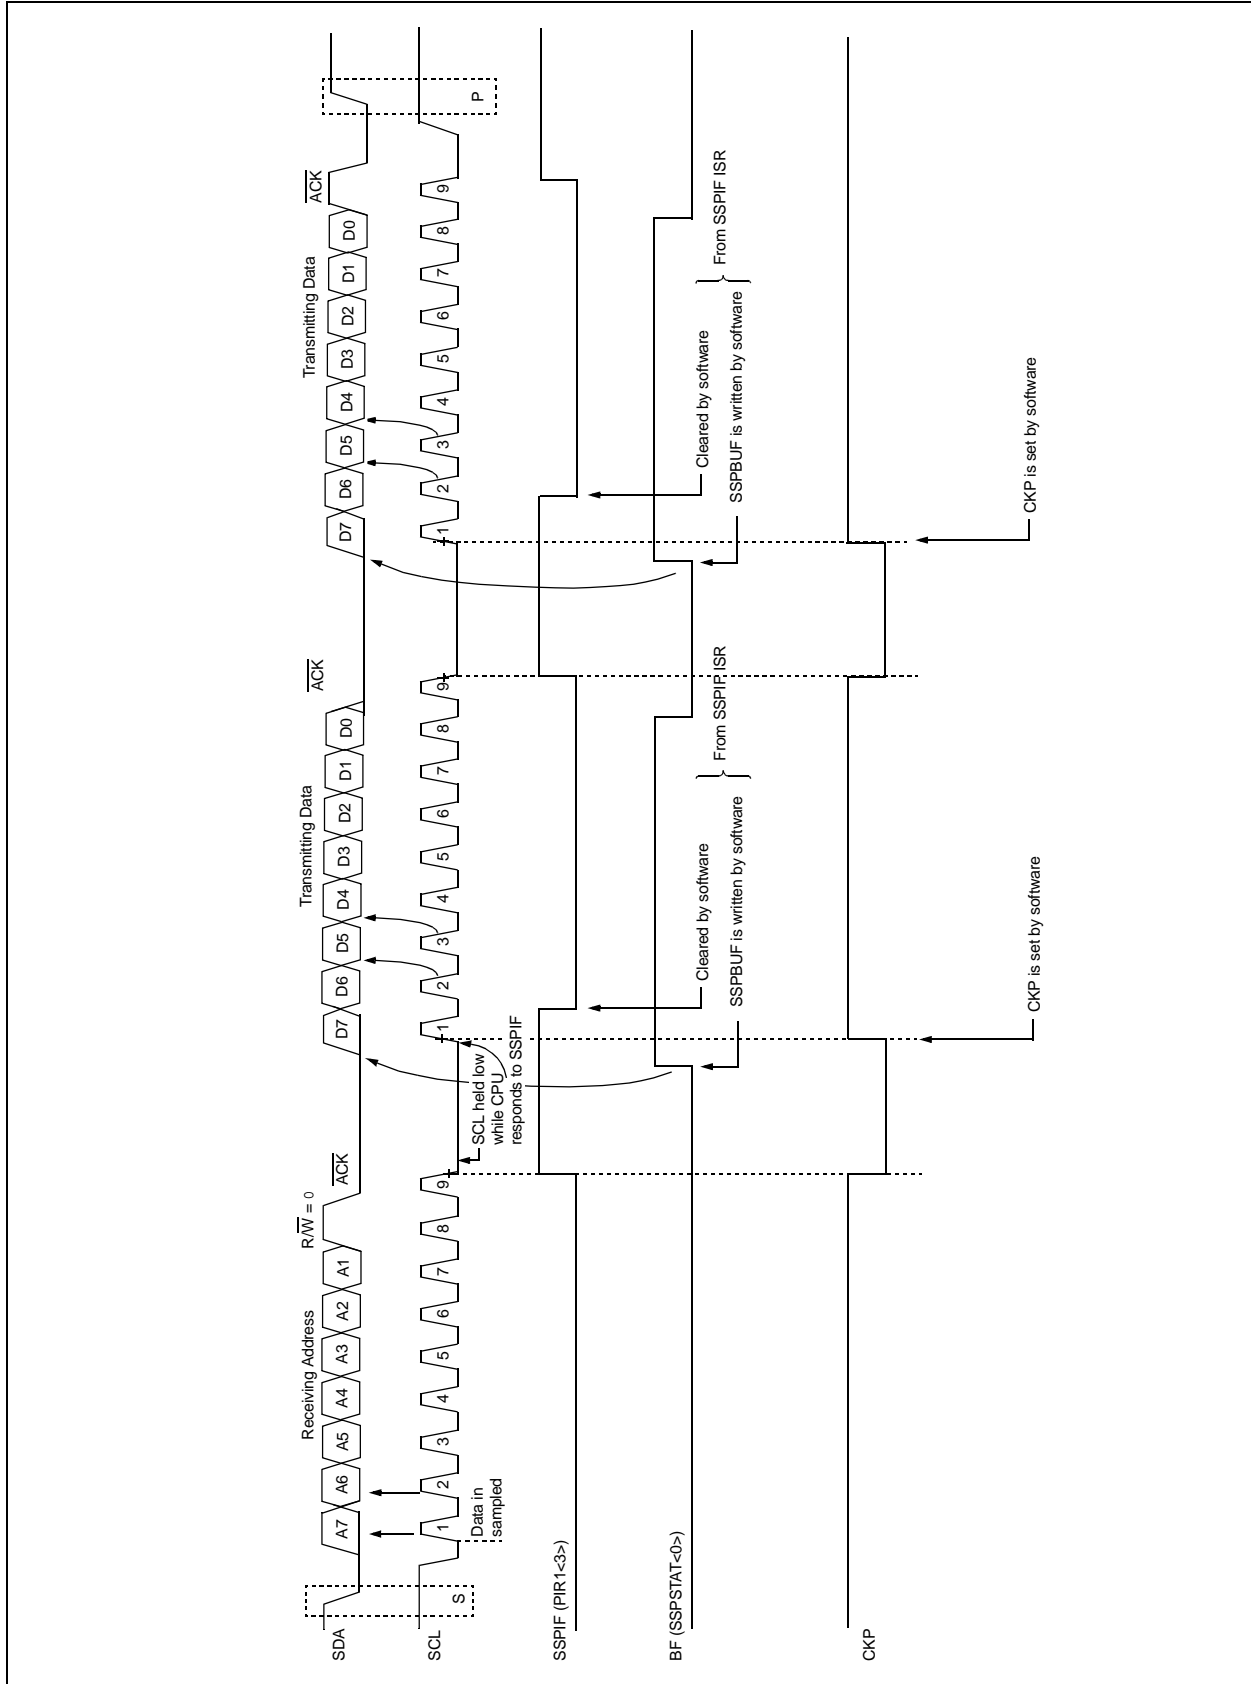 Receiving Address
R/W = 0
ACK
Transmitting Data
ACK
Transmitting Data
ACK
SDA
A7
A6
A5
A4
A3
A2
A1
D7
D6
D5
D4
D3
D2
D1
D0
D7
D6
D5
D4
D3
D2
D1
D0
SCL
S
1
2
3
4
5
6
7
8
9
1
2
3
4
5
6
7
8
9
1
2
3
4
5
6
7
8
9
P
Data in
sampled
SCL held low
while CPU
responds to SSPIF
SSPIF (PIR1<3>)
BF (SSPSTAT<0>)
Cleared by software
SSPBUF is written by software
From SSPIF ISR
Cleared by software
SSPBUF is written by software
From SSPIF ISR
CKP
CKP is set by software
CKP is set by software